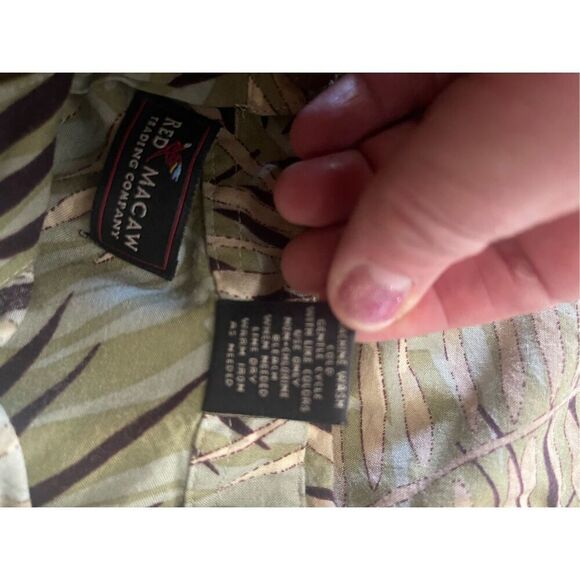 RED MACAW
TRADING COMPANY
WASH
COLD
GENTLE CYCLE
WITH LIKE COLORS
USE ONLY
NON-CHLORINE
BLEACH
WHEN NEEDED
LINE DRY
WARM IRON
AS NEEDED